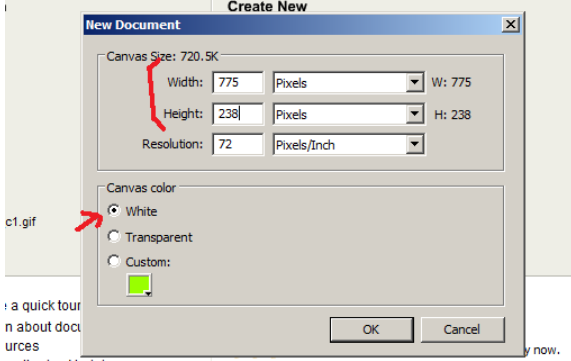 Create New
New Document
Canvas Size: 720.5K
Width: 775 Pixels W: 775
Height: 238 Pixels H: 238
Resolution: 72 Pixels/Inch
Canvas color
White
c1.gif
Transparent
Custom:
a quick tour
n about docu
OK Cancel
urces
now.